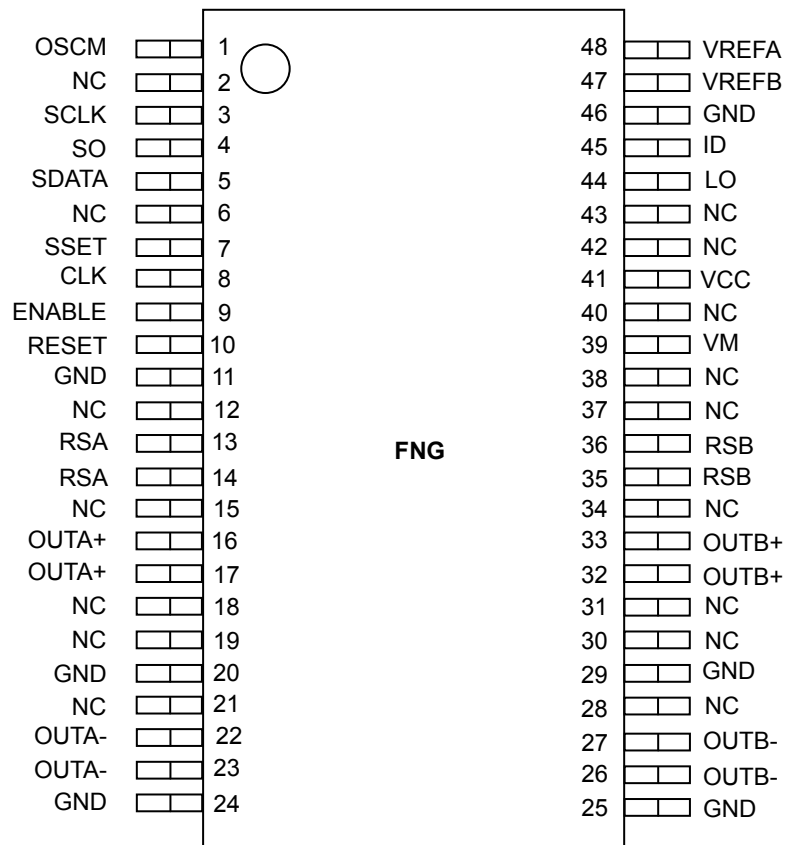 OSCM 1 48 VREFA
NC 2 47 VREFB
SCLK 3 46 GND
SO 4 45 ID
SDATA 5 44 LO
NC 6 43 NC
SSET 7 42 NC
CLK 8 41 VCC
ENABLE 9 40 NC
RESET 10 39 VM
GND 11 38 NC
NC 12 37 NC
RSA 13 36 RSB
FNG
RSA 14 35 RSB
NC 15 34 NC
OUTA+ 16 33 OUTB+
OUTA+ 17 32 OUTB+
NC 18 31 NC
NC 19 30 NC
GND 20 29 GND
NC 21 28 NC
OUTA- 22 27 OUTB-
OUTA- 23 26 OUTB-
GND 24 25 GND